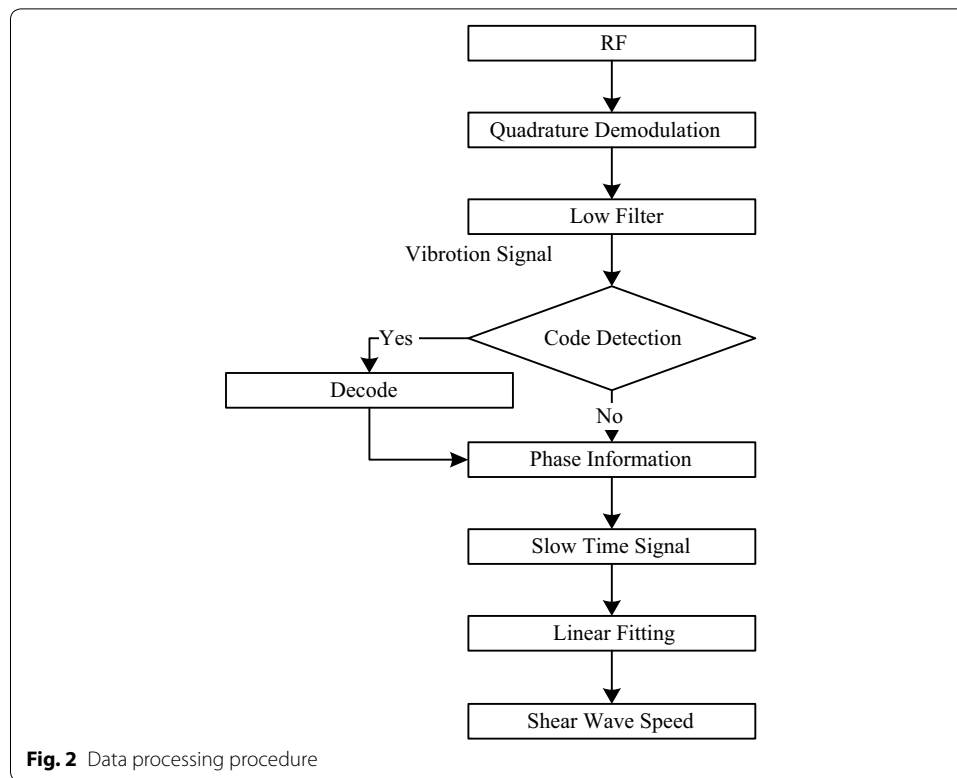 RF
Quadrature Demodulation
Low Filter
Vibrotion Signal
Code Detection
Yes
Decode
No
Phase Information
Slow Time Signal
Linear Fitting
Shear Wave Speed
Fig. 2 Data processing procedure